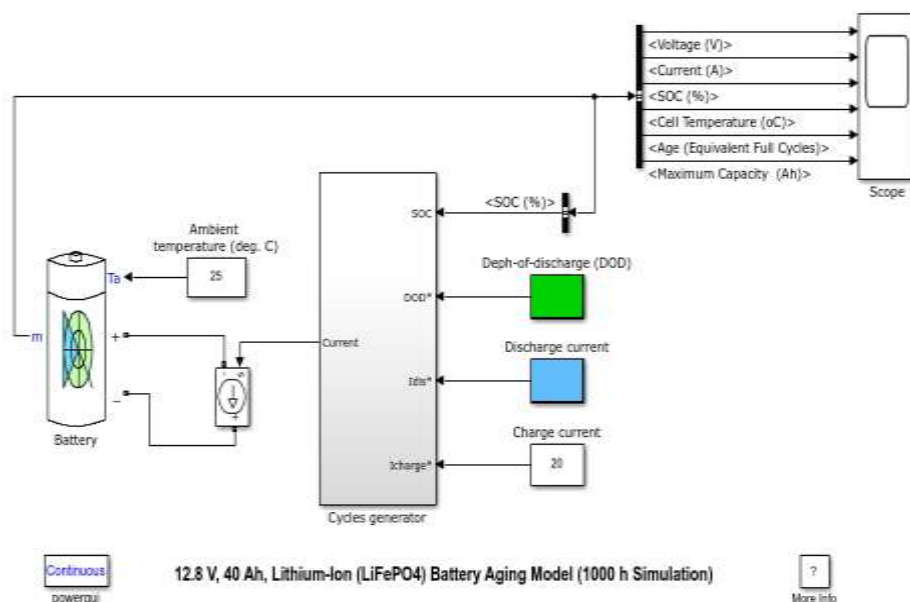 <Voltage (V)>
<Current (A)>
<SOC (%)>
<Cell Temperature (oC)>
<Age (Equivalent Full Cycles)>
<Maximum Capacity (Ah)>
Scope
<SOC (%)>
SOC
Ambient
temperature (deg. C)
25
Ta
Deph-of-discharge (DOD)
DOD*
m
+
Current
Discharge current
s
-
+
Idis*
_
Battery
Charge current
20
Icharge*
Cycles generator
Continuous
powergui
12.8 V, 40 Ah, Lithium-Ion (LiFePO4) Battery Aging Model (1000 h Simulation)
?
More Info